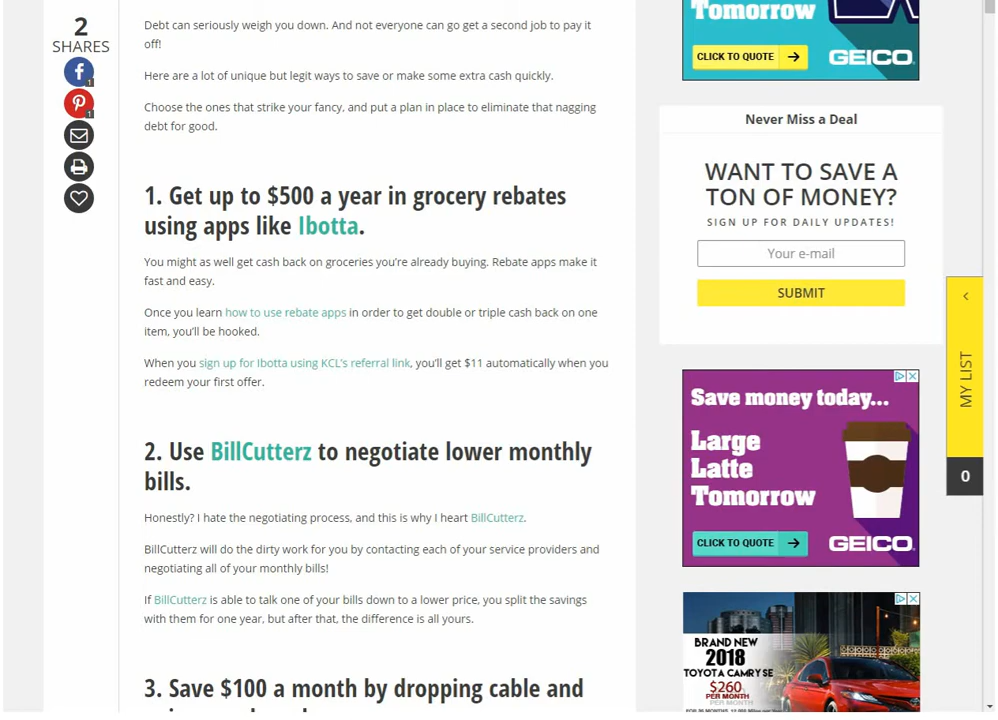 2
SHARES
1
1
Debt can seriously weigh you down. And not everyone can go get a second job to pay it
off!
Here are a lot of unique but legit ways to save or make some extra cash quickly.
Choose the ones that strike your fancy, and put a plan in place to eliminate that nagging
debt for good.
1. Get up to $500 a year in grocery rebates
using apps like Ibotta.
You might as well get cash back on groceries you’re already buying. Rebate apps make it
fast and easy.
Once you learn how to use rebate apps in order to get double or triple cash back on one
item, you’ll be hooked.
When you sign up for Ibotta using KCL’s referral link, you’ll get $11 automatically when you
redeem your first offer.
2. Use BillCutterz to negotiate lower monthly
bills.
Honestly? I hate the negotiating process, and this is why I heart BillCutterz.
BillCutterz will do the dirty work for you by contacting each of your service providers and
negotiating all of your monthly bills!
If BillCutterz is able to talk one of your bills down to a lower price, you split the savings
with them for one year, but after that, the difference is all yours.
3. Save $100 a month by dropping cable and
Tomorrow
CLICK TO QUOTE
GEICO.
Never Miss a Deal
WANT TO SAVE A
TON OF MONEY?
SIGN UP FOR DAILY UPDATES!
Your e-mail
SUBMIT
Save money today...
Large
Latte
Tomorrow
CLICK TO QUOTE
GEICO.
BRAND NEW
2018
TOYOTA CAMRY SE
$260
PER MONTH
MY LIST
0